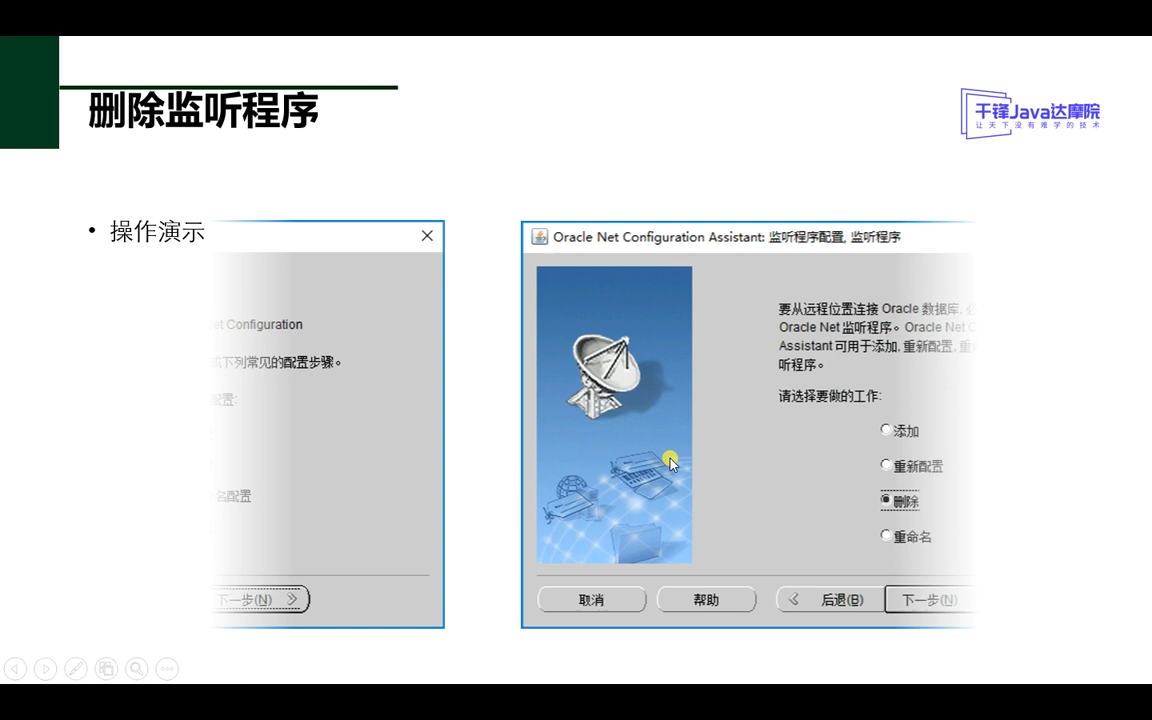 删除监听程序
千锋Java达摩院
让天下没有难学的技术
• 操作演示
et Configuration
或下列常见的配置步骤。
配置:
名配置
下一步(N)
Oracle Net Configuration Assistant: 监听程序配置, 监听程序
要从远程位置连接 Oracle 数据库, 必
Oracle Net 监听程序。Oracle Net C
Assistant 可用于添加, 重新配置, 重
听程序。
请选择要做的工作:
添加
重新配置
删除
重命名
取消
帮助
后退(B)
下一步(N)